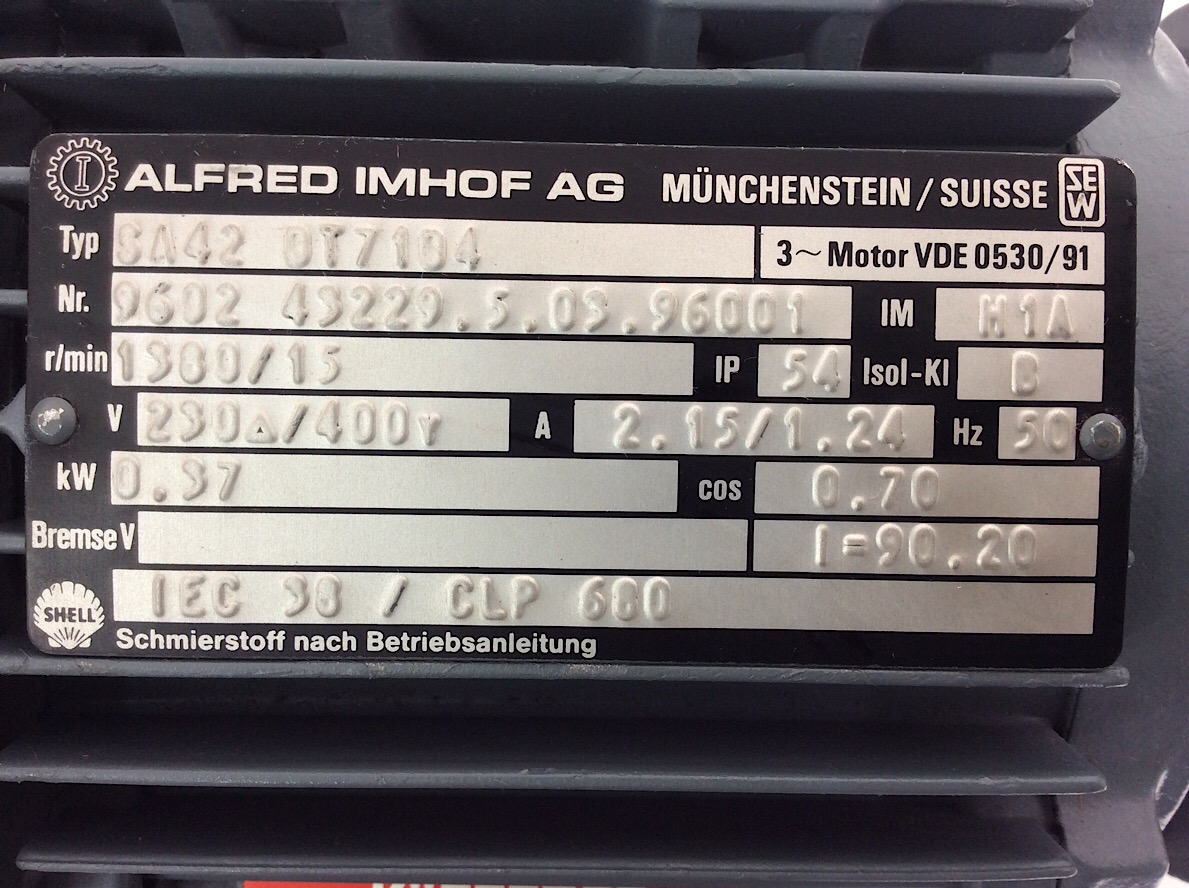 I ALFRED IMHOF AG MÜNCHENSTEIN / SUISSE SEW
Typ SA42 DT7104 3~ Motor VDE 0530/91
Nr. 9602 43229.5.03.96001 IM H1A
r/min 1380/15 IP 54 Isol-Kl B
V 230△/400Y A 2.15/1.24 Hz 50
kW 0.37 cos 0.70
Bremse V I=90.20
SHELL IEC 38 / CLP 680
Schmierstoff nach Betriebsanleitung